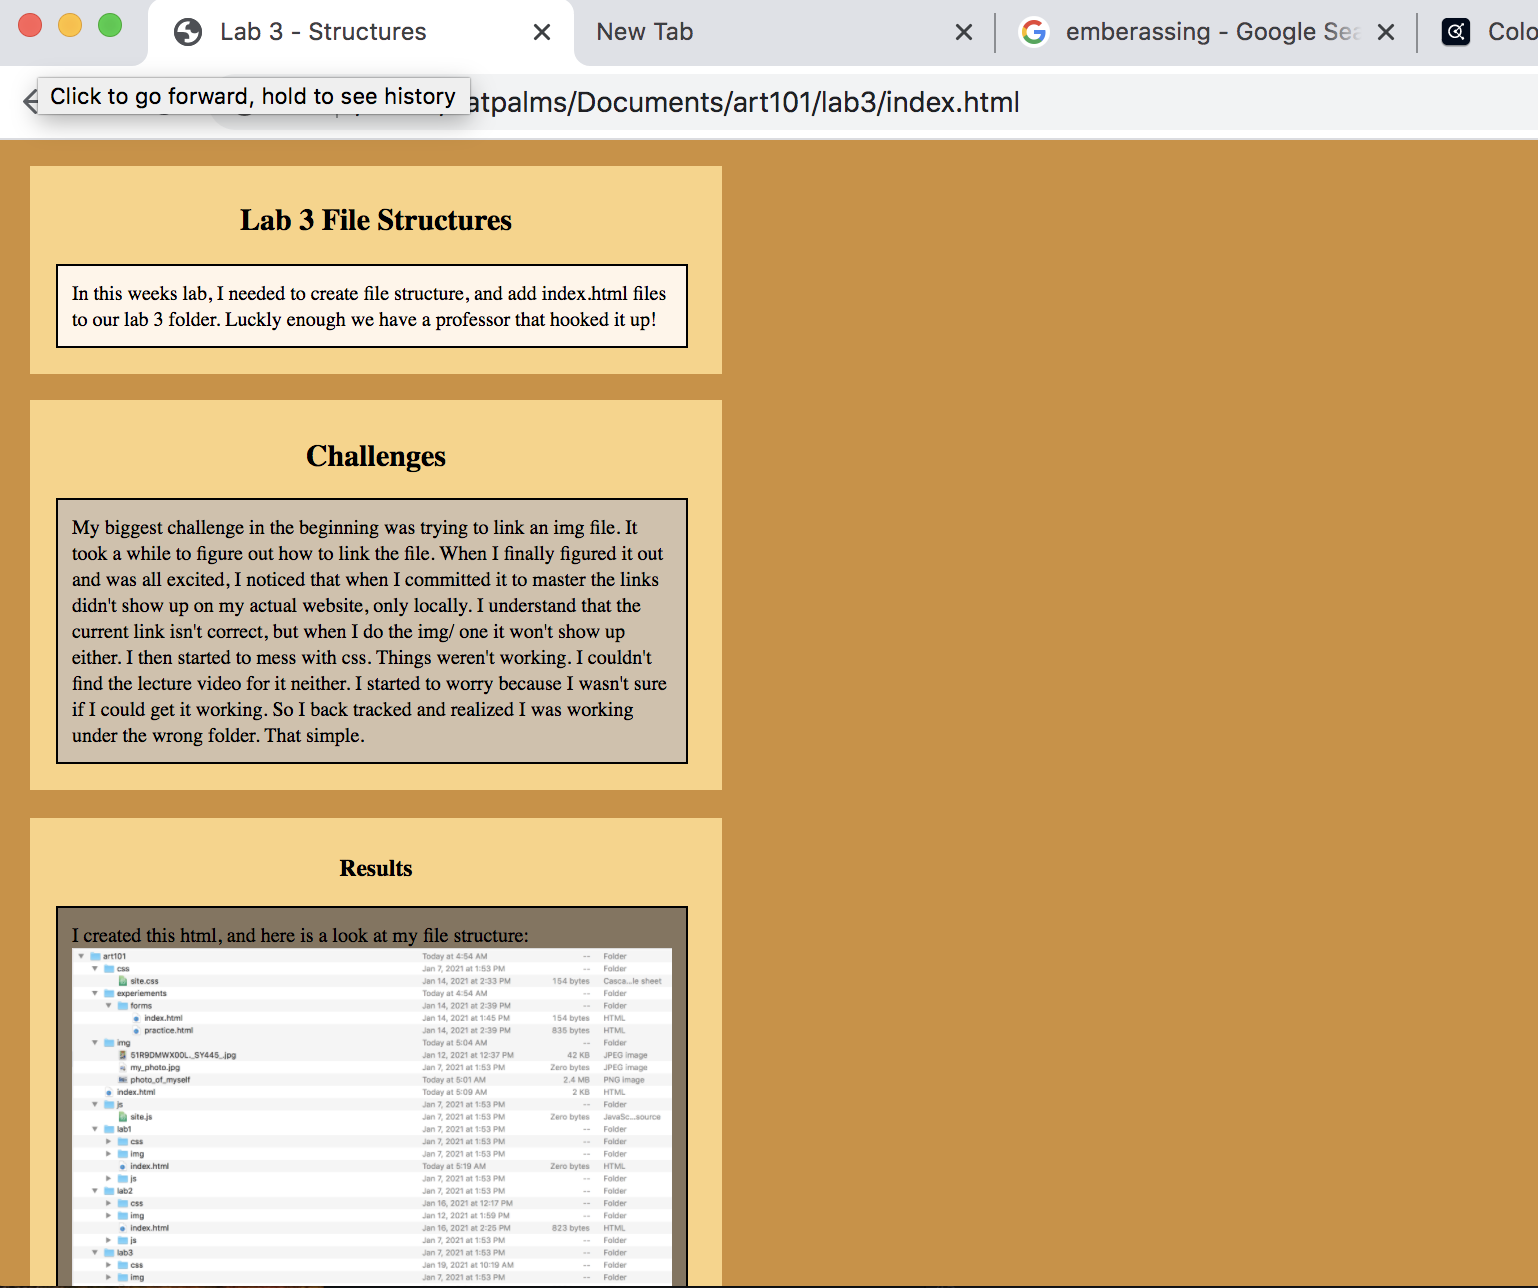 Lab 3 - Structures
New Tab
emberassing - Google Sea
Colo
Click to go forward, hold to see history
atpalms/Documents/art101/lab3/index.html
Lab 3 File Structures
In this weeks lab, I needed to create file structure, and add index.html files
to our lab 3 folder. Luckly enough we have a professor that hooked it up!
Challenges
My biggest challenge in the beginning was trying to link an img file. It
took a while to figure out how to link the file. When I finally figured it out
and was all excited, I noticed that when I committed it to master the links
didn't show up on my actual website, only locally. I understand that the
current link isn't correct, but when I do the img/ one it won't show up
either. I then started to mess with css. Things weren't working. I couldn't
find the lecture video for it neither. I started to worry because I wasn't sure
if I could get it working. So I back tracked and realized I was working
under the wrong folder. That simple.
Results
I created this html, and here is a look at my file structure:
art101 Today at 4:54 AM -- Folder
css Jan 7, 2021 at 1:53 PM -- Folder
site.css Jan 14, 2021 at 2:33 PM 154 bytes Casca...le sheet
experiements Today at 4:54 AM -- Folder
forms Jan 14, 2021 at 2:39 PM -- Folder
index.html Jan 14, 2021 at 1:45 PM 154 bytes HTML
practice.html Jan 14, 2021 at 2:39 PM 835 bytes HTML
img Today at 5:04 AM -- Folder
51R9DMWX00L._SY445_.jpg Jan 12, 2021 at 12:37 PM 42 KB JPEG image
my_photo.jpg Jan 7, 2021 at 1:53 PM Zero bytes JPEG image
photo_of_myself Today at 5:01 AM 2.4 MB PNG image
index.html Today at 5:09 AM 2 KB HTML
js Jan 7, 2021 at 1:53 PM -- Folder
site.js Jan 7, 2021 at 1:53 PM Zero bytes JavaSc...source
lab1 Jan 7, 2021 at 1:53 PM -- Folder
css Jan 7, 2021 at 1:53 PM -- Folder
img Jan 7, 2021 at 1:53 PM -- Folder
index.html Today at 5:19 AM Zero bytes HTML
js Jan 7, 2021 at 1:53 PM -- Folder
lab2 Jan 7, 2021 at 1:53 PM -- Folder
css Jan 16, 2021 at 12:17 PM -- Folder
img Jan 12, 2021 at 1:59 PM -- Folder
index.html Jan 16, 2021 at 2:25 PM 823 bytes HTML
js Jan 7, 2021 at 1:53 PM -- Folder
lab3 Jan 7, 2021 at 1:53 PM -- Folder
css Jan 19, 2021 at 10:19 AM -- Folder
img Jan 7, 2021 at 1:53 PM -- Folder